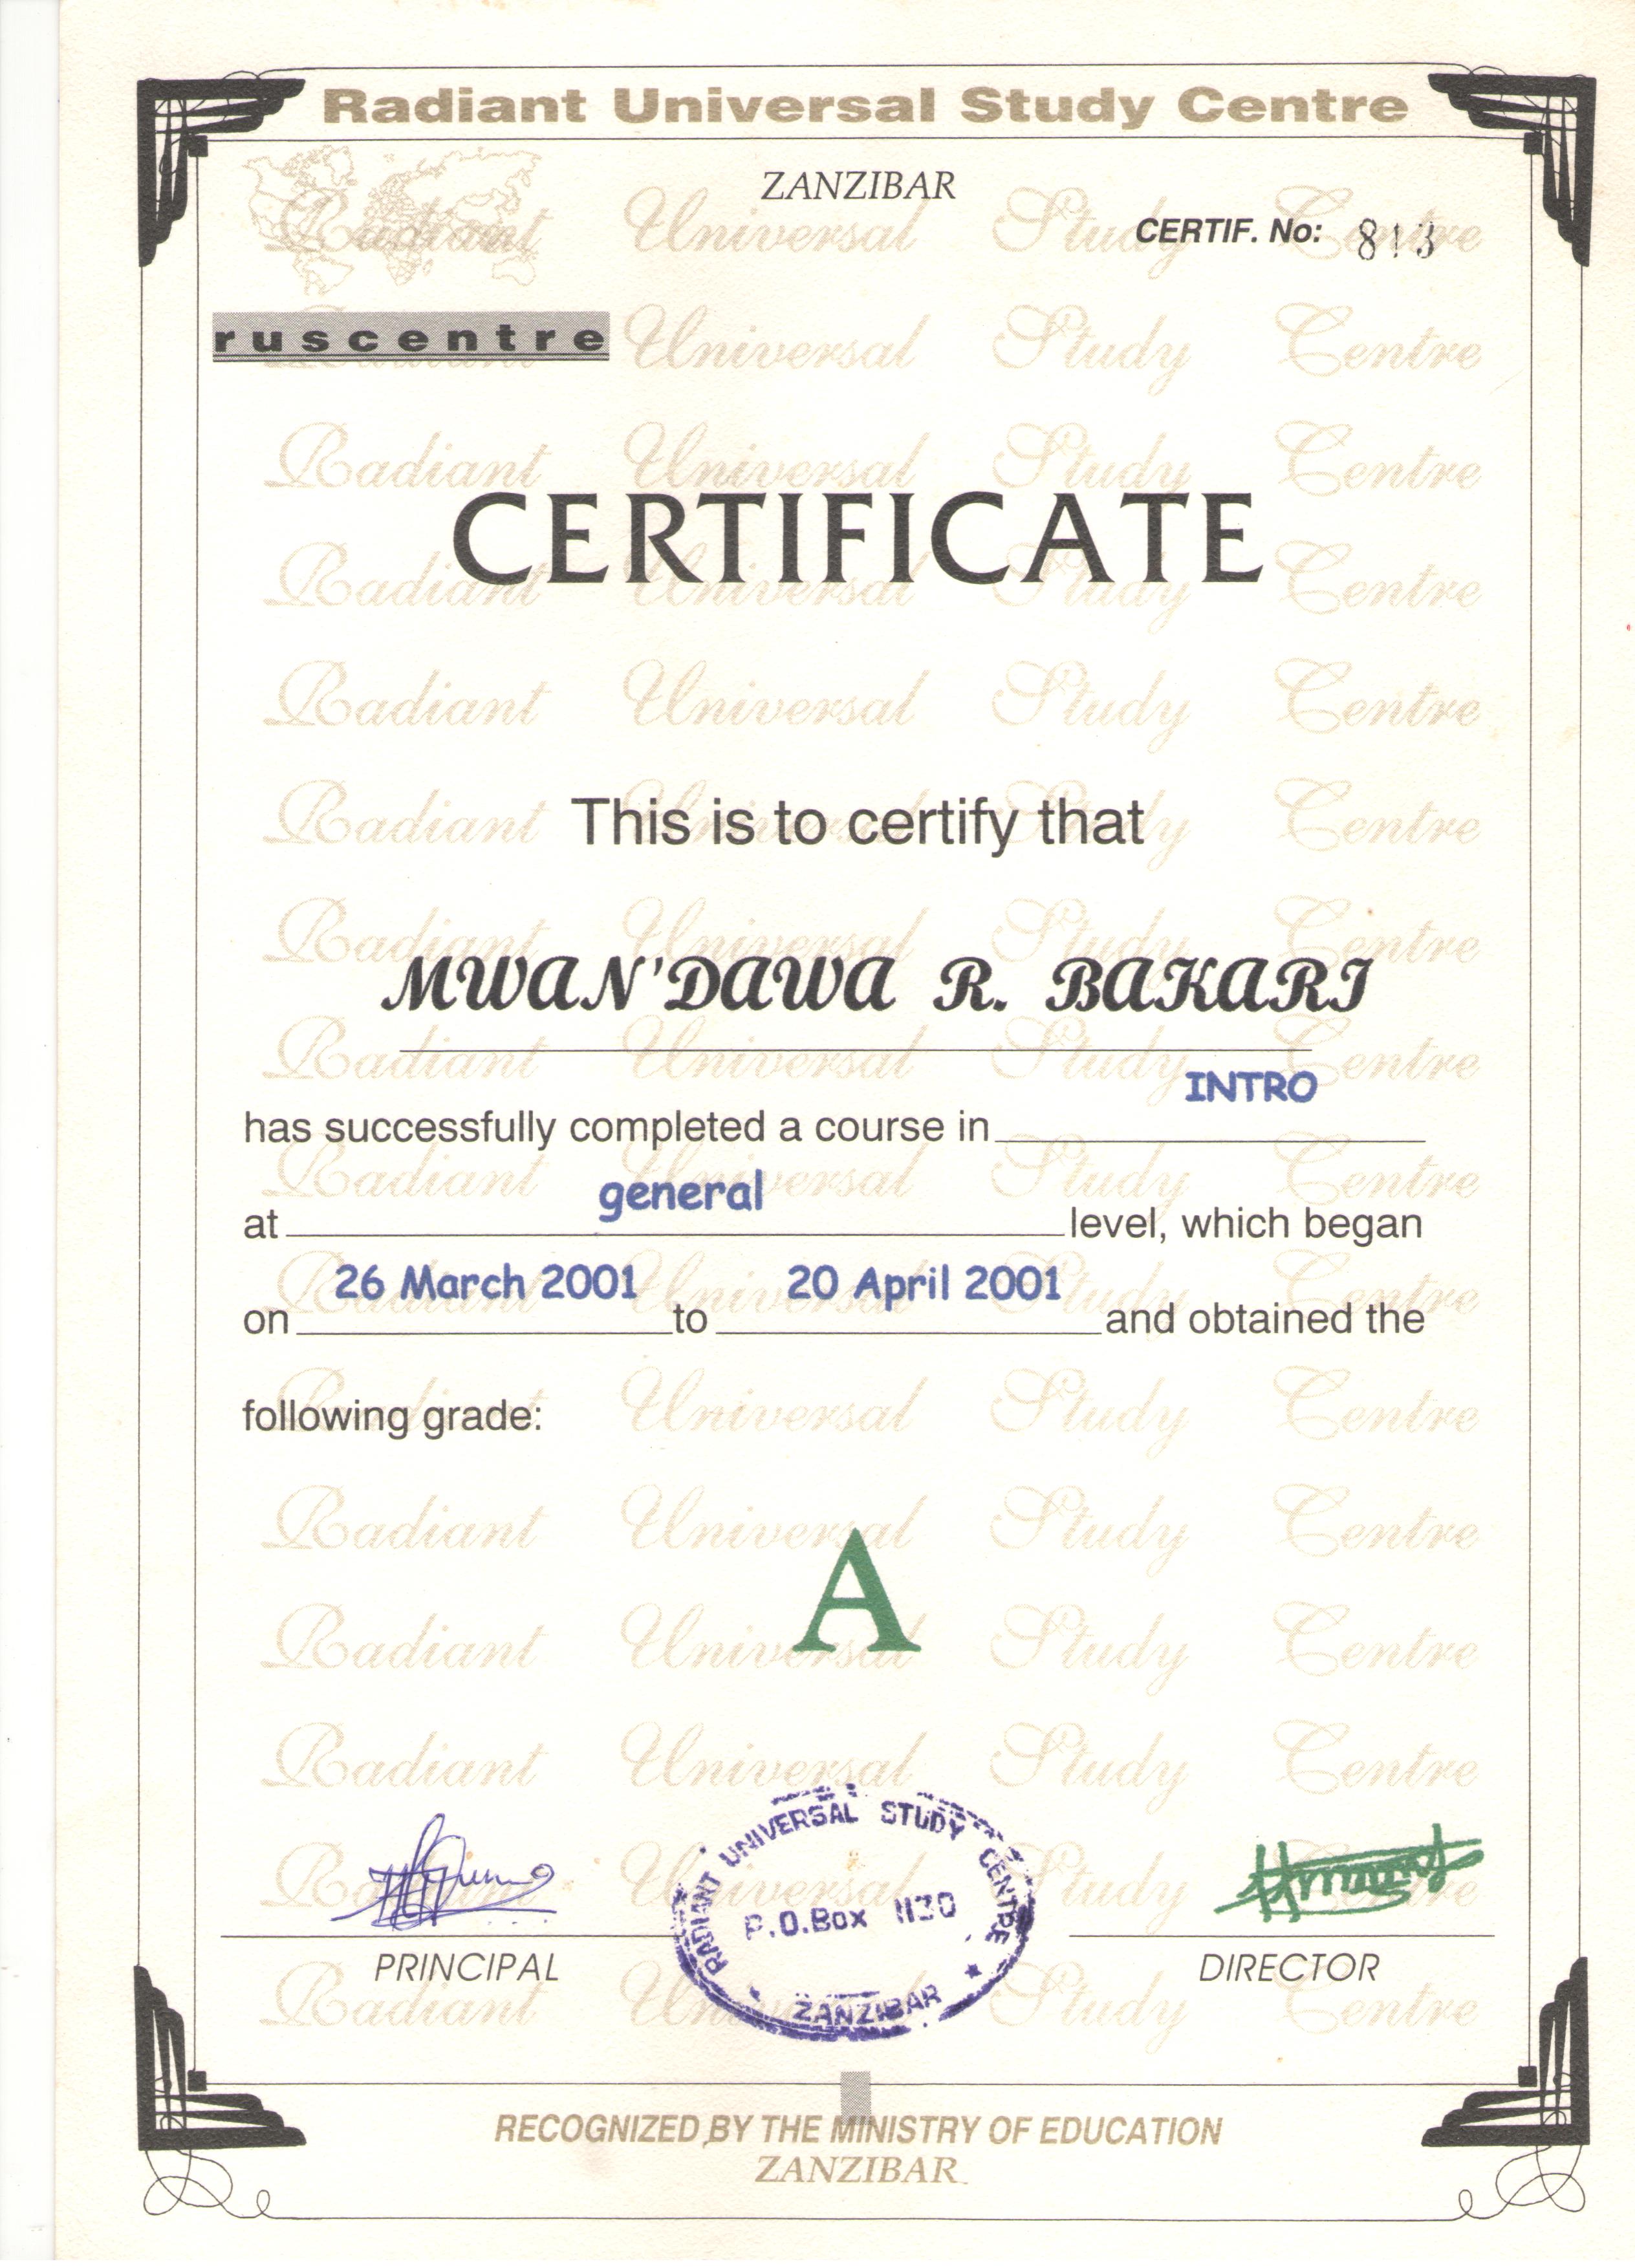 Radiant Universal Study Centre
ZANZIBAR
CERTIF. No: 813
ruscentre
CERTIFICATE
This is to certify that
MWAN'DAWA R. BAKARI
has successfully completed a course in INTRO
at general level, which began
on 26 March 2001 to 20 April 2001 and obtained the
following grade:
A
RADIANT UNIVERSAL STUDY CENTRE
P.O.Box 1130
ZANZIBAR
PRINCIPAL
DIRECTOR
RECOGNIZED BY THE MINISTRY OF EDUCATION
ZANZIBAR